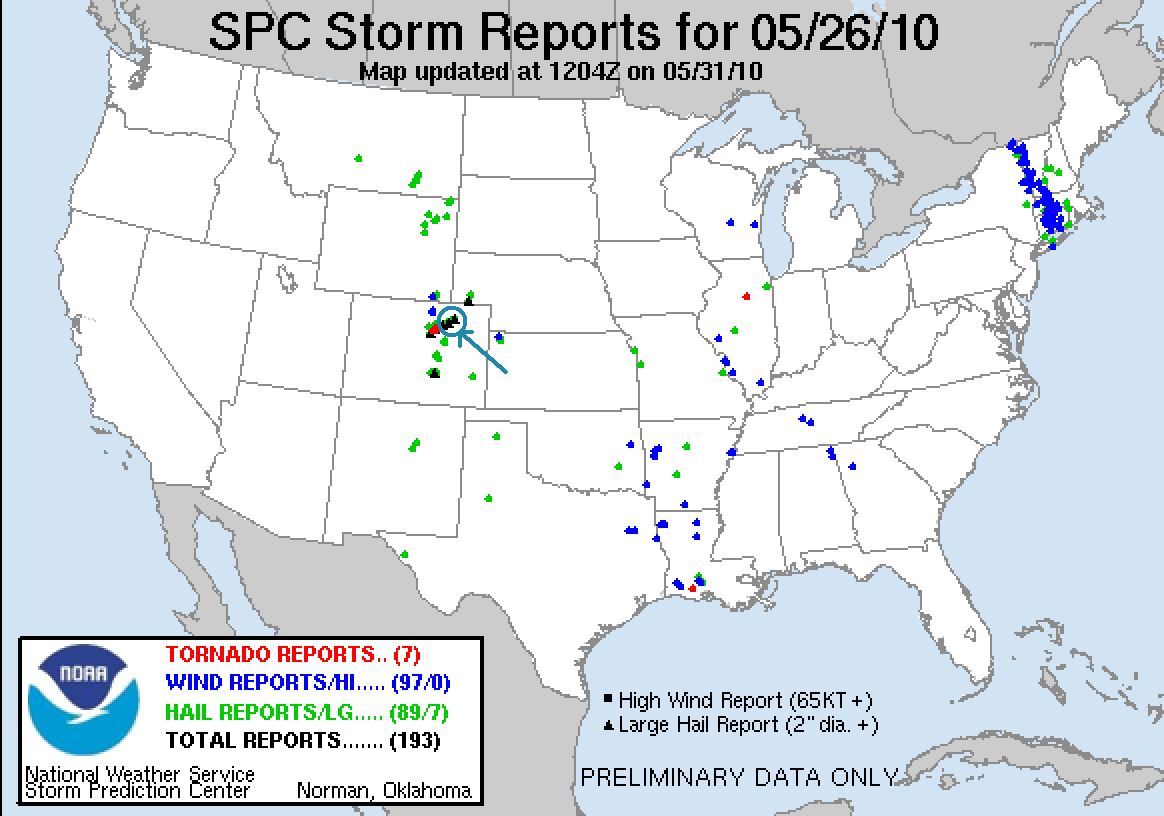 SPC Storm Reports for 05/26/10
Map updated at 1204Z on 05/31/10
NOAA
TORNADO REPORTS.. (7)
WIND REPORTS/HI..... (97/0)
HAIL REPORTS/LG..... (89/7)
TOTAL REPORTS....... (193)
National Weather Service
Storm Prediction Center Norman, Oklahoma
High Wind Report (65KT +)
Large Hail Report (2" dia. +)
PRELIMINARY DATA ONLY